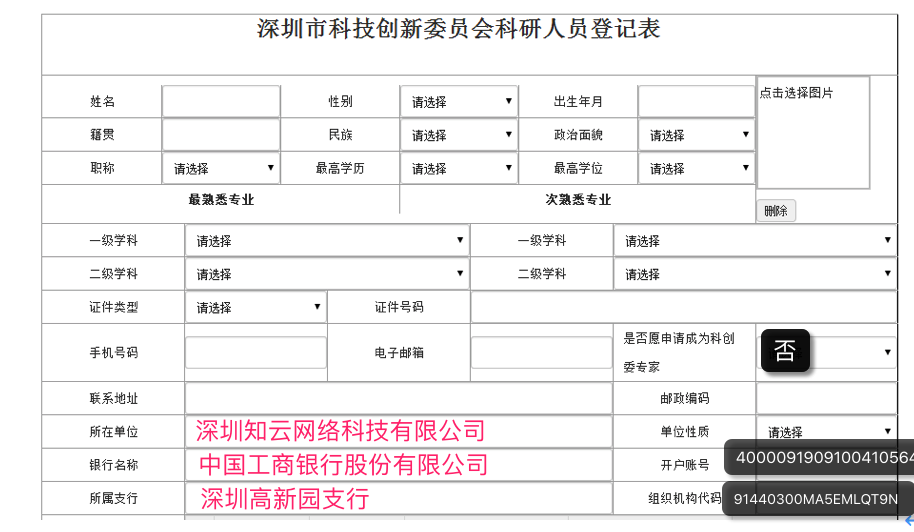 深圳市科技创新委员会科研人员登记表
姓名 性别 请选择 出生年月 点击选择图片
籍贯 民族 请选择 政治面貌 请选择
职称 请选择 最高学历 请选择 最高学位 请选择
最熟悉专业 次熟悉专业 删除
一级学科 请选择 一级学科 请选择
二级学科 请选择 二级学科 请选择
证件类型 请选择 证件号码
手机号码 电子邮箱 是否愿申请成为科创委专家 否
联系地址 邮政编码
所在单位 深圳知云网络科技有限公司 单位性质 请选择
银行名称 中国工商银行股份有限公司 开户账号 4000091909100410564
所属支行 深圳高新园支行 组织机构代码 91440300MA5EMLQT9N